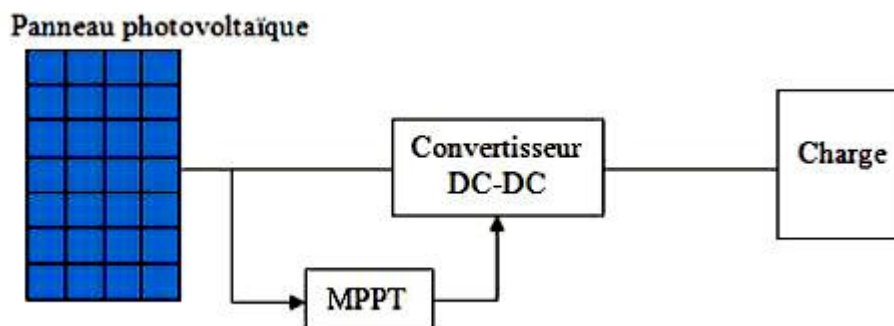 Panneau photovoltaïque
Convertisseur
DC-DC
Charge
MPPT